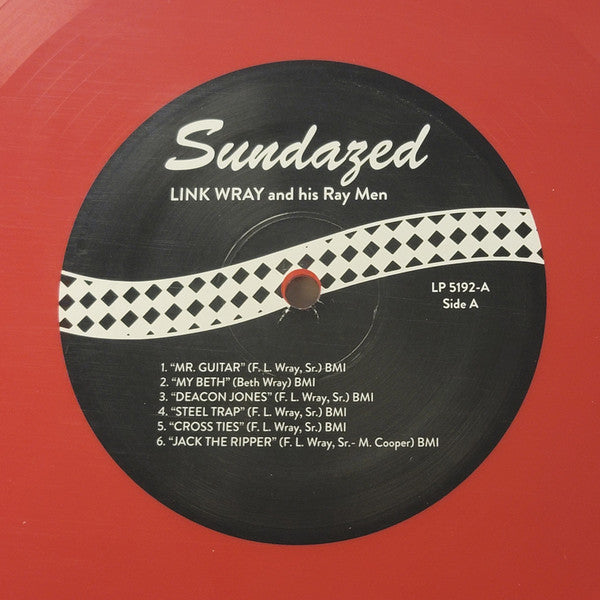 Sundazed
LINK WRAY and his Ray Men
LP 5192-A
Side A
1. “MR. GUITAR” (F. L. Wray, Sr.) BMI
2. “MY BETH” (Beth Wray) BMI
3. “DEACON JONES” (F. L. Wray, Sr.) BMI
4. “STEEL TRAP” (F. L. Wray, Sr.) BMI
5. “CROSS TIES” (F. L. Wray, Sr.) BMI
6. “JACK THE RIPPER” (F. L. Wray, Sr.- M. Cooper) BMI